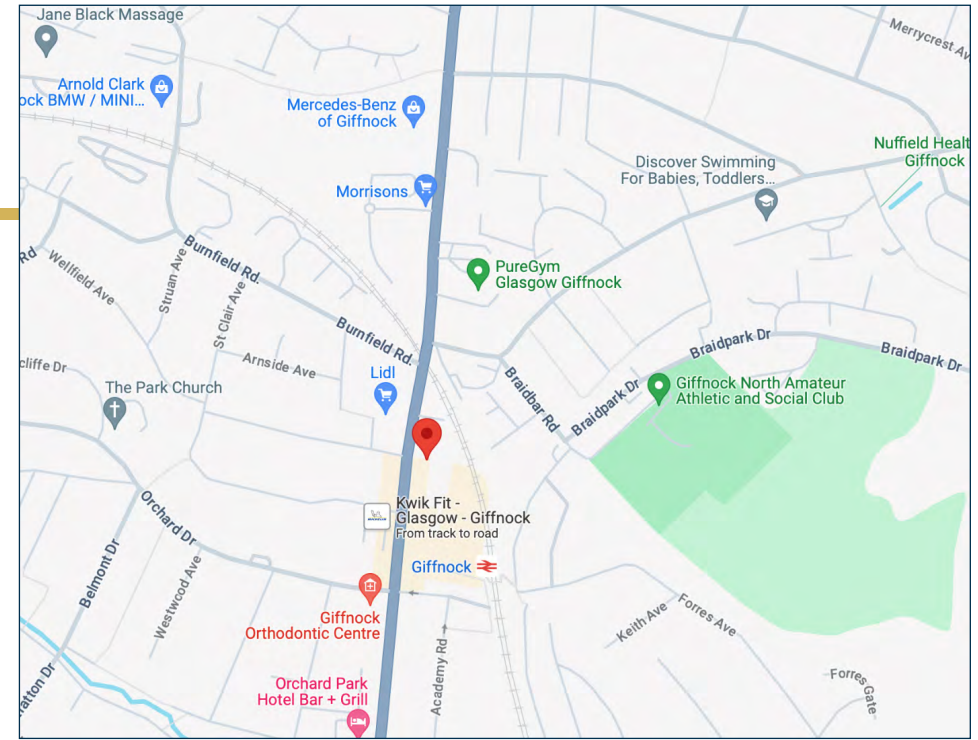 Jane Black Massage
Merrycrest Av
Arnold Clark
ock BMW / MINI...
Mercedes-Benz
of Giffnock
Nuffield Healt
Giffnock
Discover Swimming
For Babies, Toddlers...
Morrisons
Rd
Burnfield Rd.
Wellfield Ave
Struan Ave
PureGym
Glasgow Giffnock
St Clair Ave
Burnfield Rd.
Braidpark Dr
Braidpark Dr
cliffe Dr
Arnside Ave
Lidl
The Park Church
Braidbar Rd
Braidpark Dr
Giffnock North Amateur
Athletic and Social Club
Kwik Fit -
Glasgow - Giffnock
From track to road
Orchard Dr
Belmont Dr
Westwood Ave
Giffnock
Giffnock
Orthodontic Centre
Keith Ave
Forres Ave
Academy Rd
Orchard Park
Hotel Bar + Grill
Forres Gate
ratton Dr